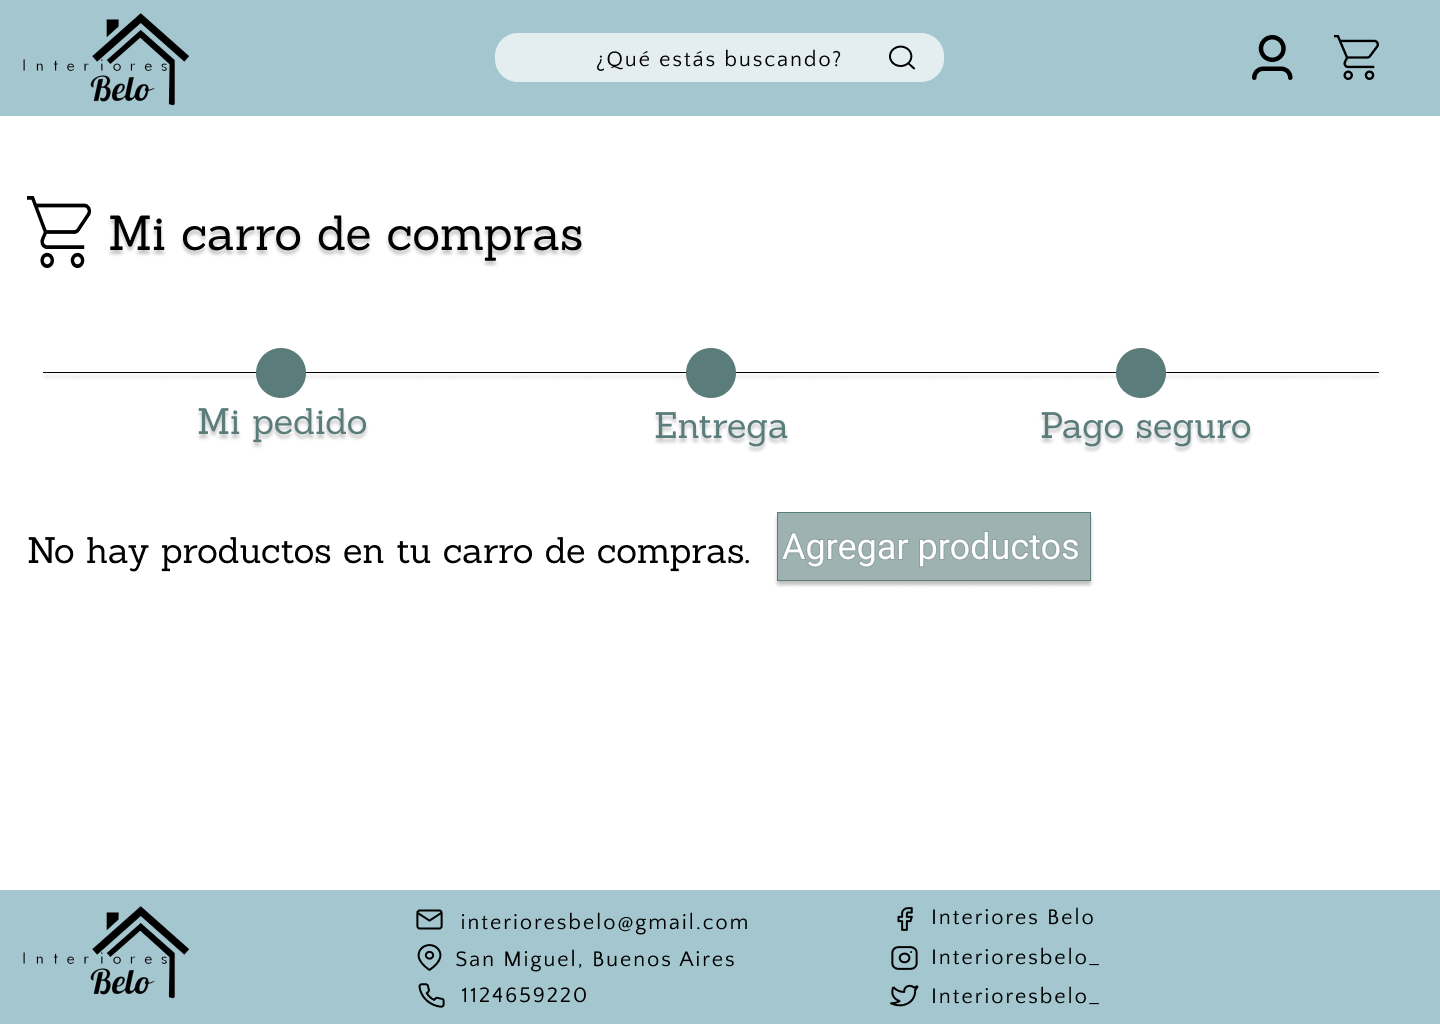 Interiores
Belo
¿Qué estás buscando?
Mi carro de compras
Mi pedido
Entrega
Pago seguro
No hay productos en tu carro de compras.
Agregar productos
Interiores
Belo
interioresbelo@gmail.com
San Miguel, Buenos Aires
1124659220
Interiores Belo
Interioresbelo_
Interioresbelo_